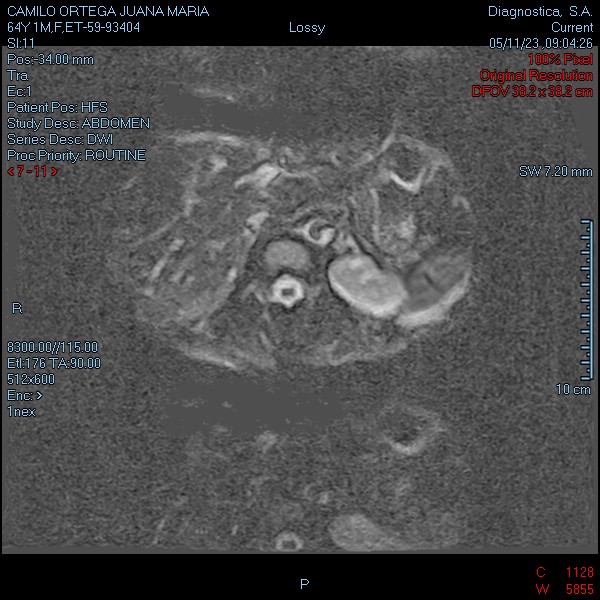 CAMILO ORTEGA JUANA MARIA
64Y 1M,F,ET-59-93404
SI:11
Pos:-34.00 mm
Tra
Ec:1
Patient Pos: HFS
Study Desc: ABDOMEN
Series Desc: DWI
Proc Priority: ROUTINE
< 7 - 11 >
Lossy
Diagnostica, S.A.
Current
05/11/23 ,09:04:26
100% Pixel
Original Resolution
DFOV 38.2 x 38.2 cm
SW 7.20 mm
R
8300.00//115.00
Etl:176 TA:90.00
512x600
Enc: >
1nex
10 cm
P
C 1128
W 5855